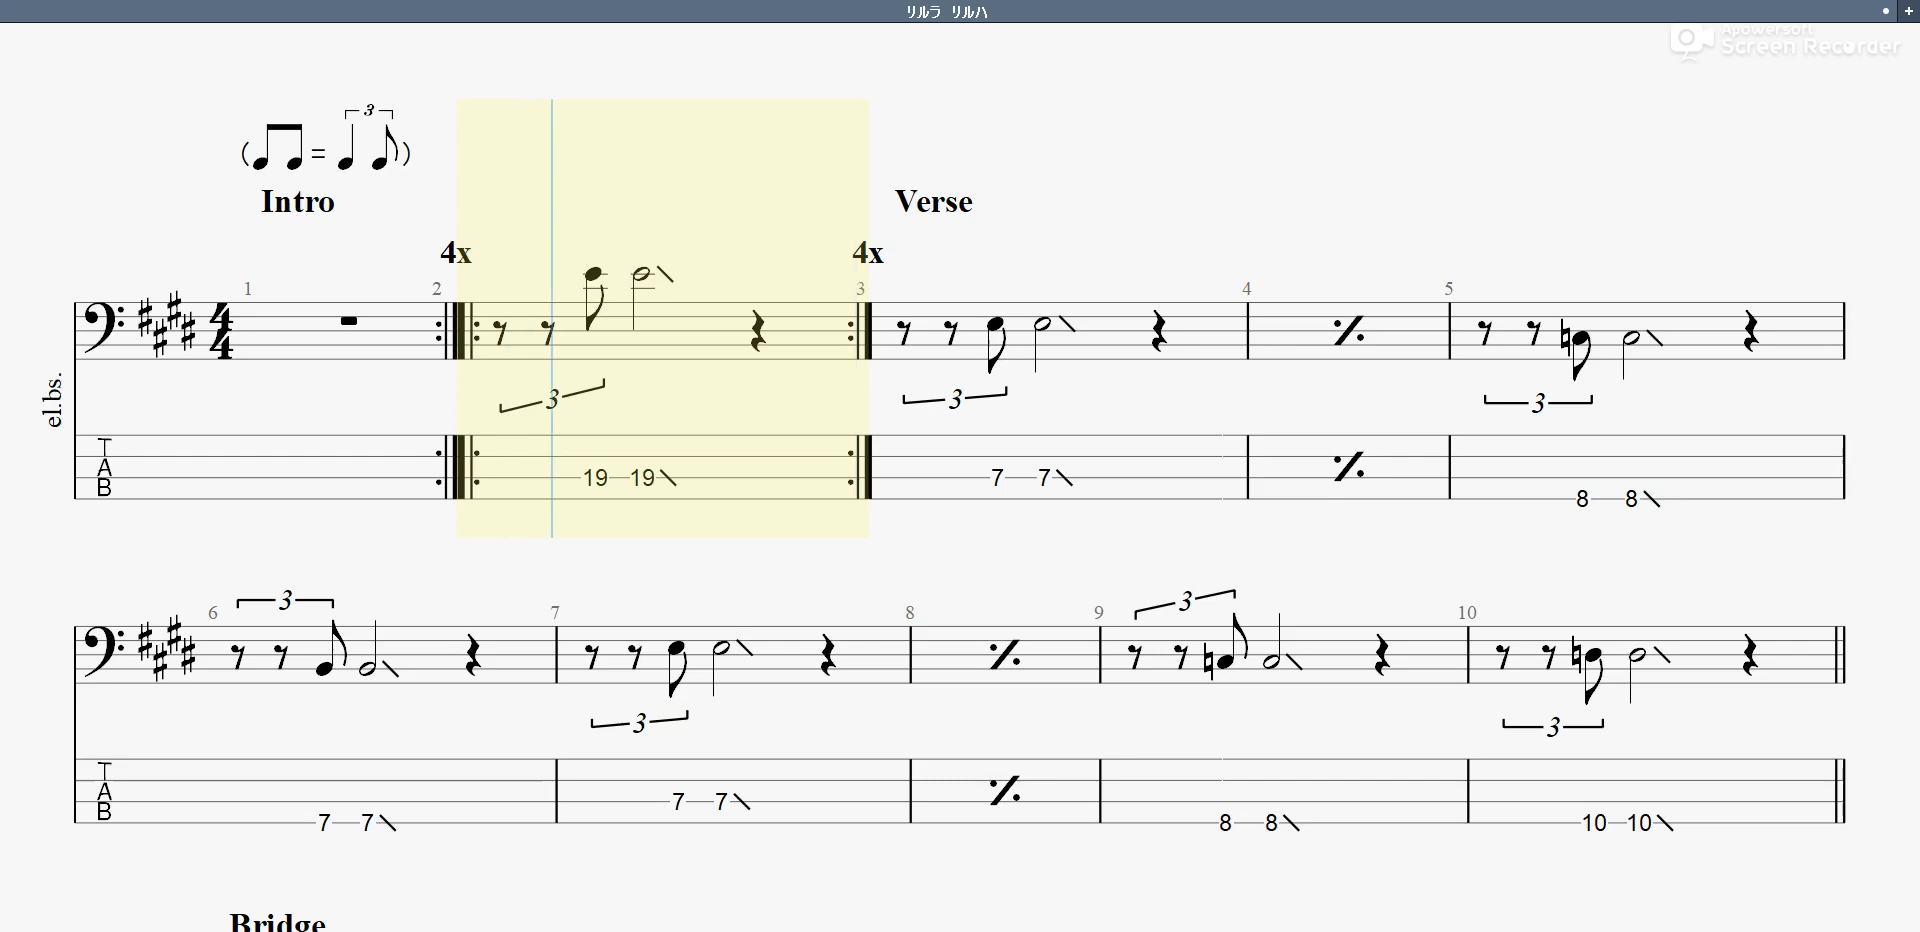 リルラ リルハ
Apowersoft
Screen Recorder
3
( = )
Intro
Verse
4x
4x
1
2
3
4
5
4
4
3
3
3
el.bs.
T
A
B
19 19
7 7
8 8
6
3
7
8
9
3
10
3
3
T
A
B
7 7
7 7
8 8
10 10
Bridge